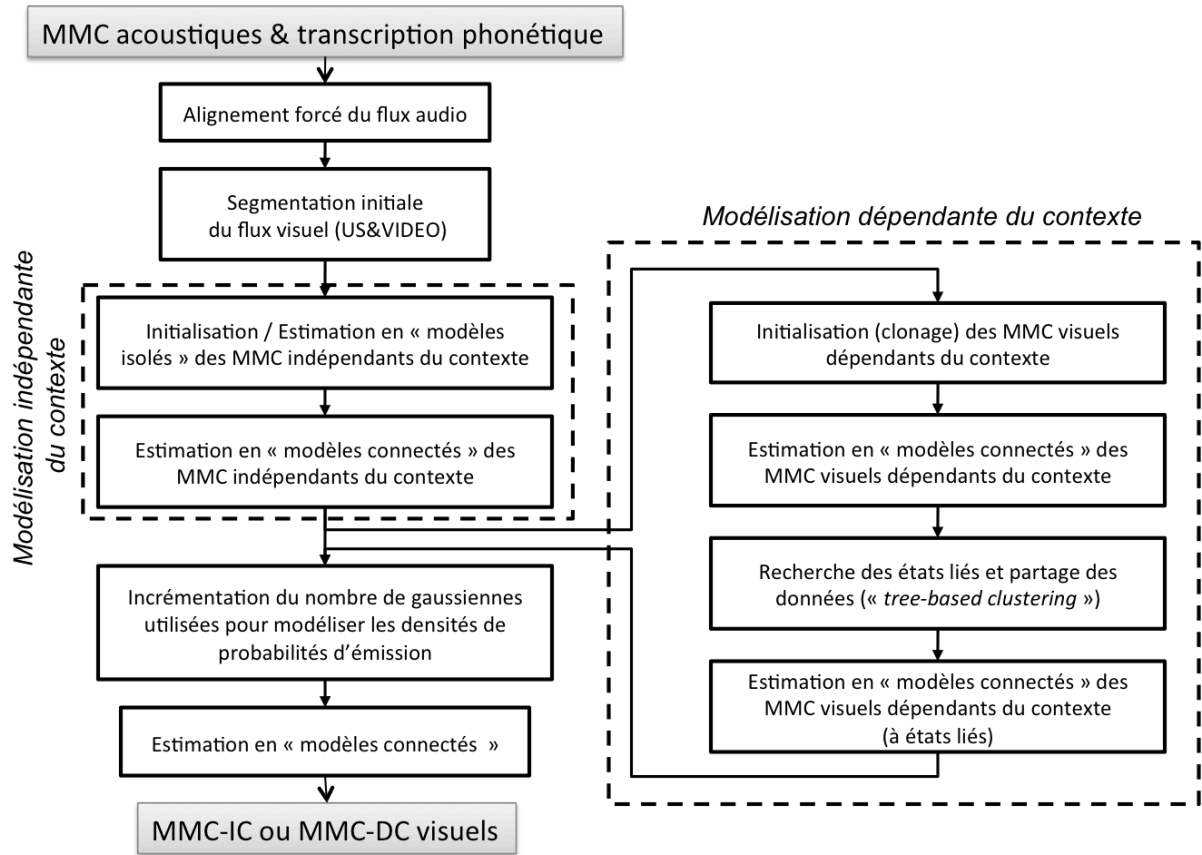 MMC acoustiques & transcription phonétique
Alignement forcé du flux audio
Segmentation initiale
du flux visuel (US&VIDEO)
Modélisation indépendante
du contexte
Initialisation / Estimation en « modèles
isolés » des MMC indépendants du contexte
Estimation en « modèles connectés » des
MMC indépendants du contexte
Modélisation dépendante du contexte
Initialisation (clonage) des MMC visuels
dépendants du contexte
Estimation en « modèles connectés » des
MMC visuels dépendants du contexte
Recherche des états liés et partage des
données (« tree-based clustering »)
Estimation en « modèles connectés » des
MMC visuels dépendants du contexte
(à états liés)
Incrémentation du nombre de gaussiennes
utilisées pour modéliser les densités de
probabilités d’émission
Estimation en « modèles connectés »
MMC-IC ou MMC-DC visuels